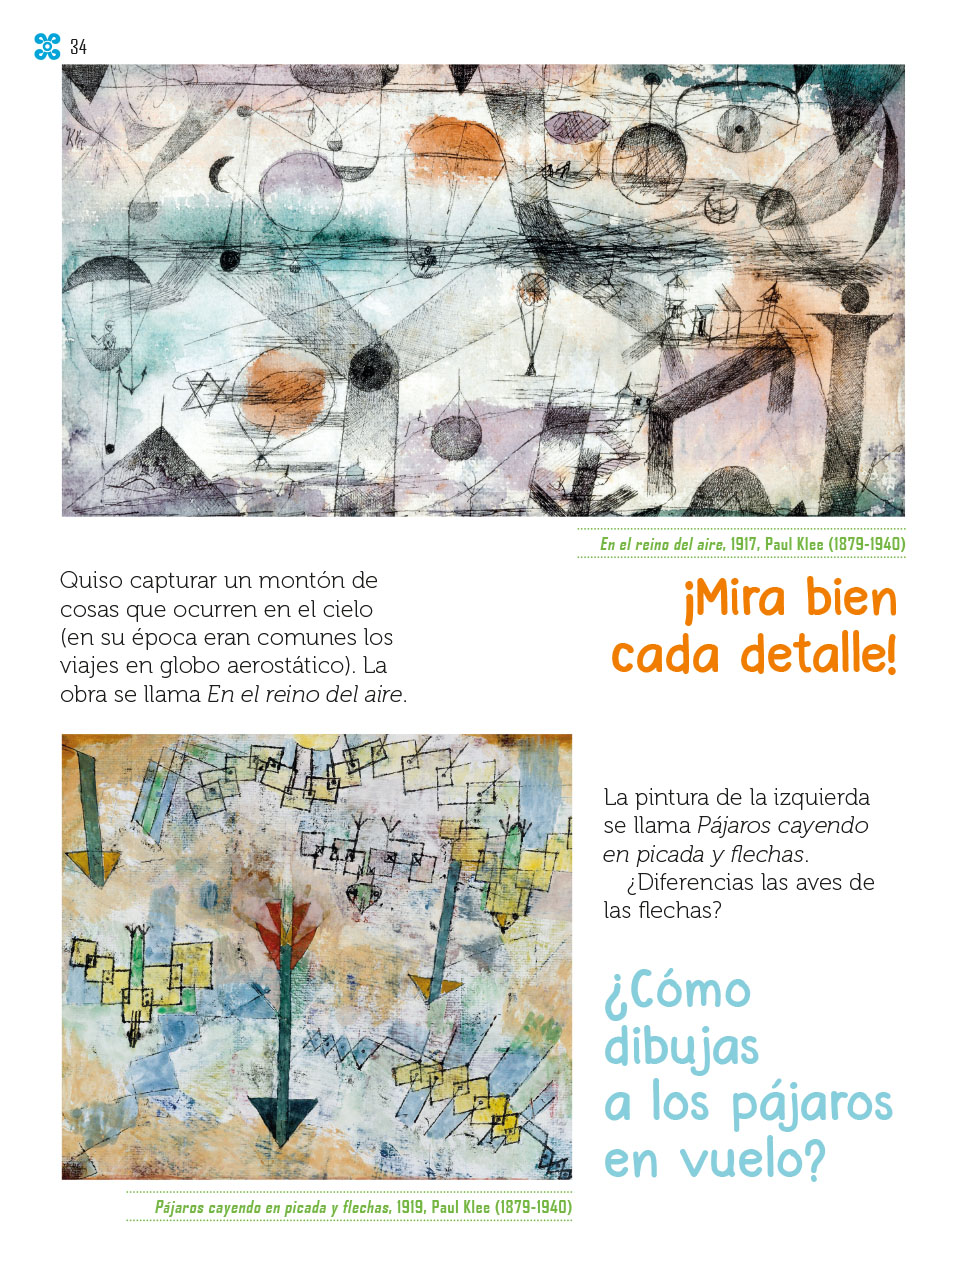 34
Kl
En el reino del aire, 1917, Paul Klee (1879-1940)
Quiso capturar un montón de
cosas que ocurren en el cielo
(en su época eran comunes los
viajes en globo aerostático). La
obra se llama En el reino del aire.
¡Mira bien
cada detalle!
La pintura de la izquierda
se llama Pájaros cayendo
en picada y flechas.
¿Diferencias las aves de
las flechas?
¿Cómo
dibujas
a los pájaros
en vuelo?
Pájaros cayendo en picada y flechas, 1919, Paul Klee (1879-1940)